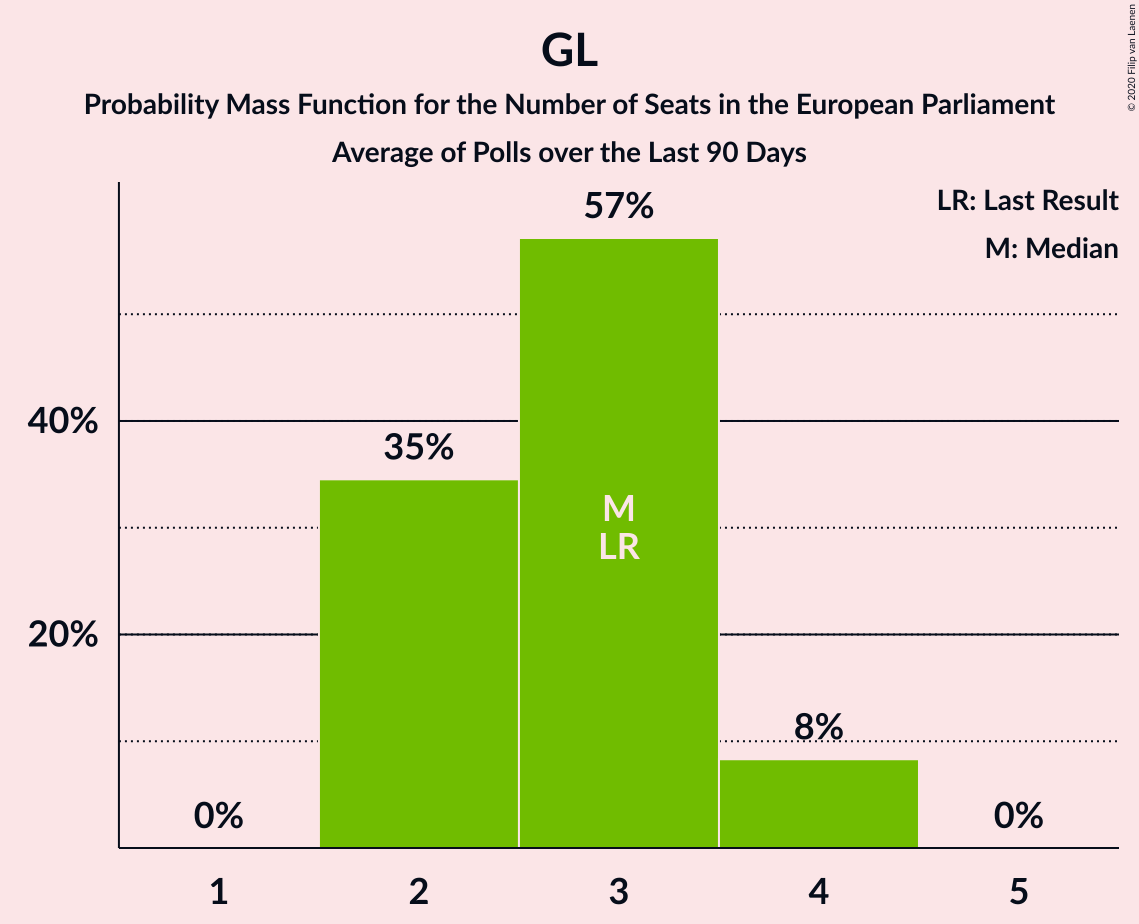 GL
Probability Mass Function for the Number of Seats in the European Parliament
Average of Polls over the Last 90 Days
© 2020 Filip van Laenen
LR: Last Result
M: Median
57%
40%
35%
M
LR
20%
8%
0%
0%
1
2
3
4
5